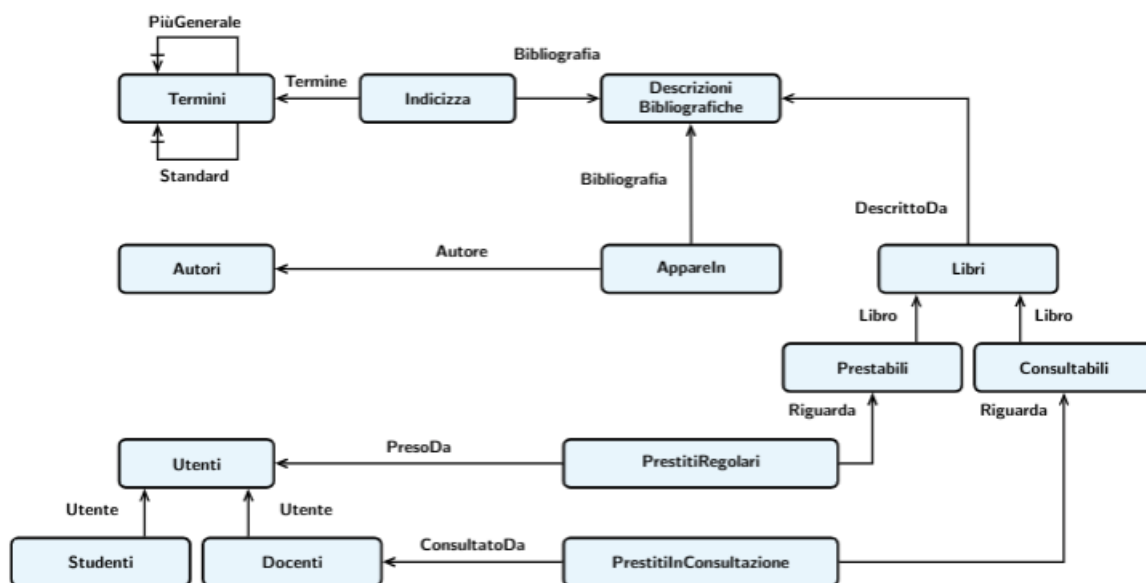 PiùGenerale
Bibliografia
Termine
Termini
Indicizza
Descrizioni
Bibliografiche
Standard
Bibliografia
DescrittoDa
Autore
Autori
AppareIn
Libri
Libro
Libro
Prestabili
Consultabili
Riguarda
Riguarda
PresoDa
Utenti
PrestitiRegolari
Utente
Utente
ConsultatoDa
Studenti
Docenti
PrestitiInConsultazione